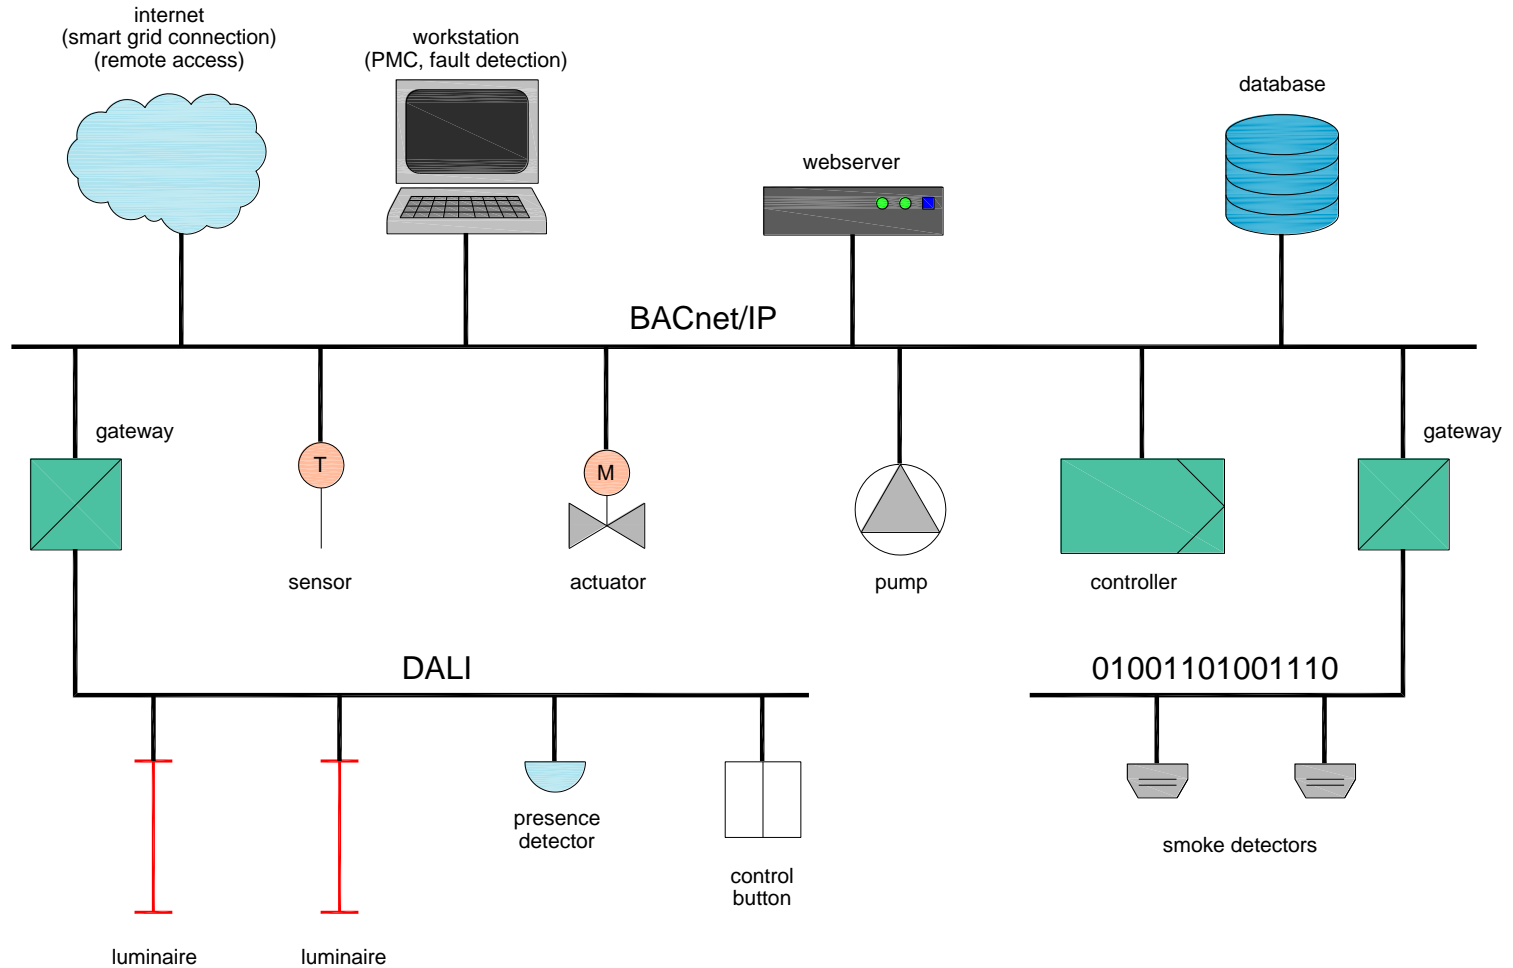 internet
(smart grid connection)
(remote access)
workstation
(PMC, fault detection)
database
webserver
BACnet/IP
gateway
gateway
T
M
sensor
actuator
pump
controller
DALI
01001101001110
presence
detector
control
button
smoke detectors
luminaire
luminaire